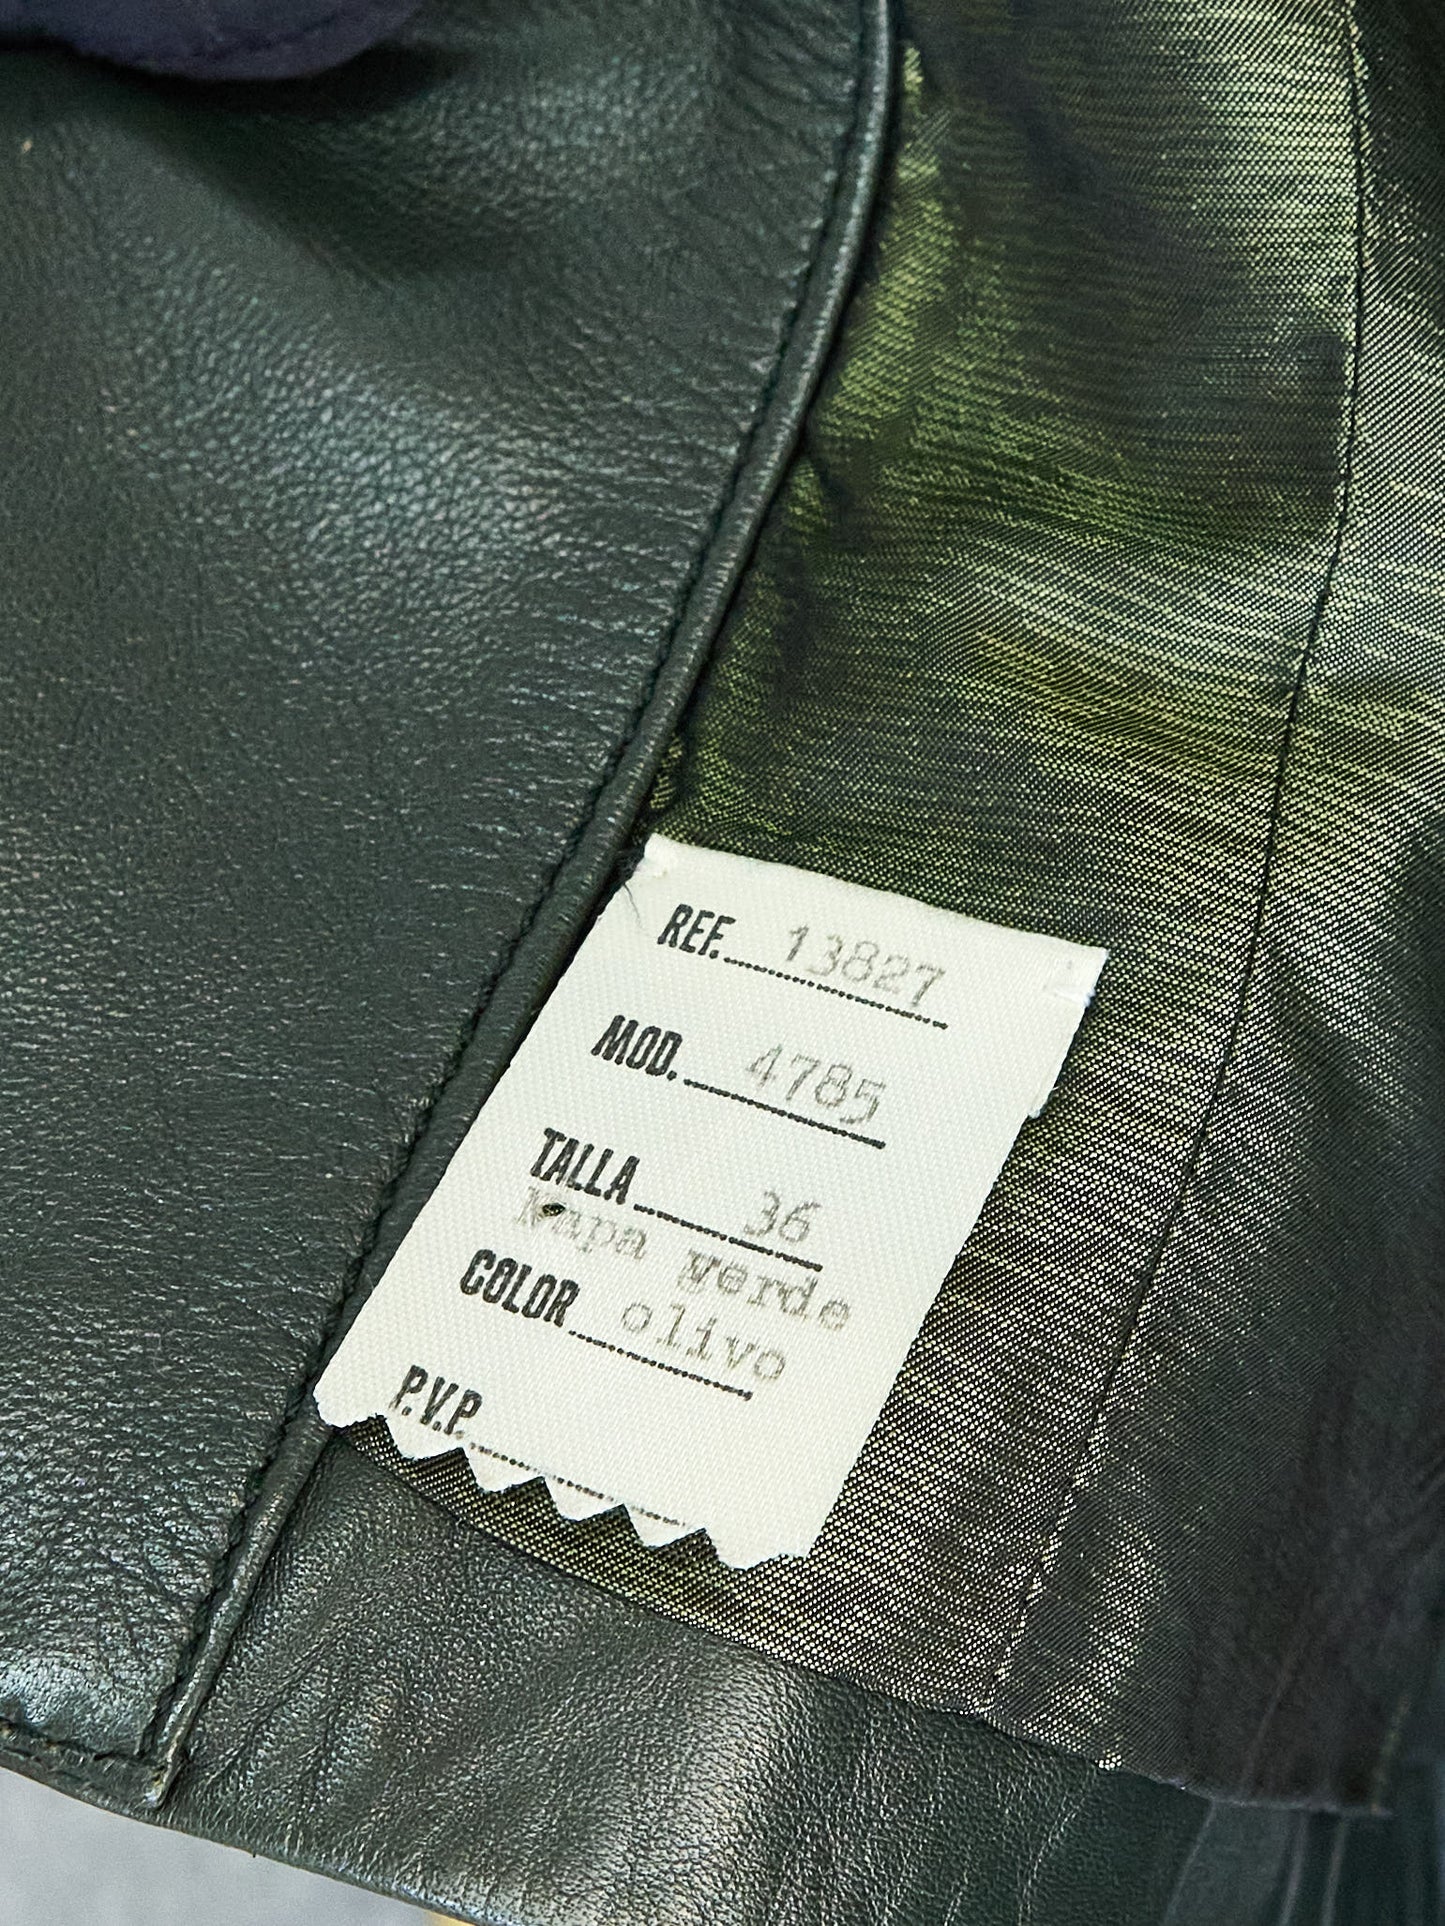 REF. 13827
MOD. 4785
TALLA 36
Napa verde
COLOR olivo
P.V.P.